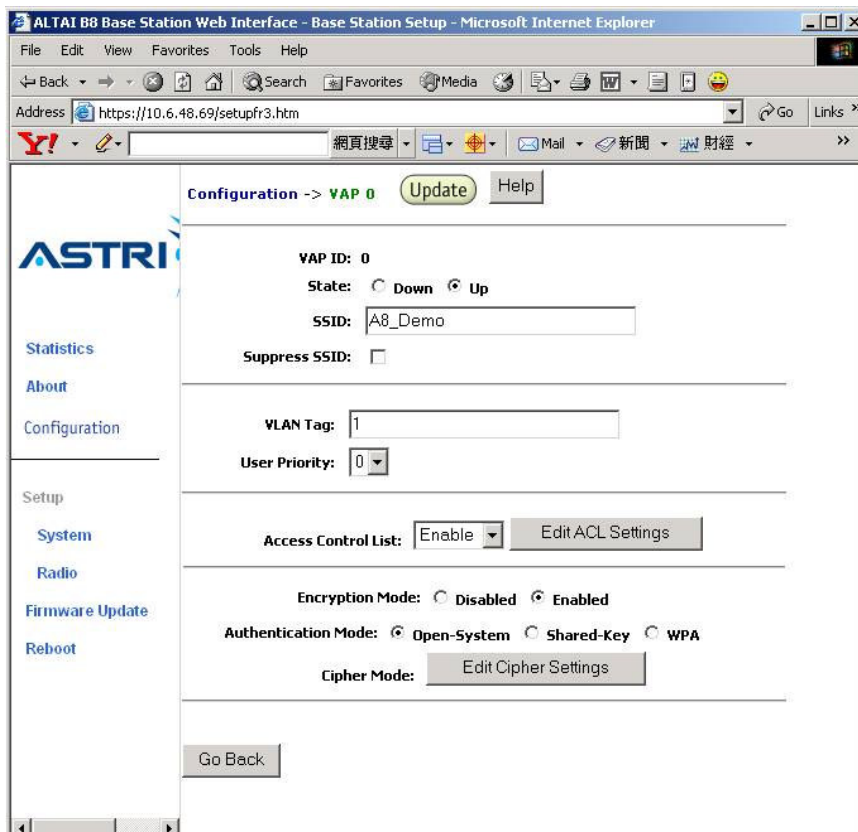 ALTAI B8 Base Station Web Interface - Base Station Setup - Microsoft Internet Explorer
File Edit View Favorites Tools Help
Back Search Favorites Media
Address https://10.6.48.69/setupfr3.htm Go Links »
Y! 網頁搜尋 Mail 新聞 財經 »
Configuration -> VAP 0 Update Help
ASTRI
Statistics
About
Configuration
Setup
System
Radio
Firmware Update
Reboot
VAP ID: 0
State: Down Up
SSID: A8_Demo
Suppress SSID:
VLAN Tag: 1
User Priority: 0
Access Control List: Enable Edit ACL Settings
Encryption Mode: Disabled Enabled
Authentication Mode: Open-System Shared-Key WPA
Cipher Mode: Edit Cipher Settings
Go Back